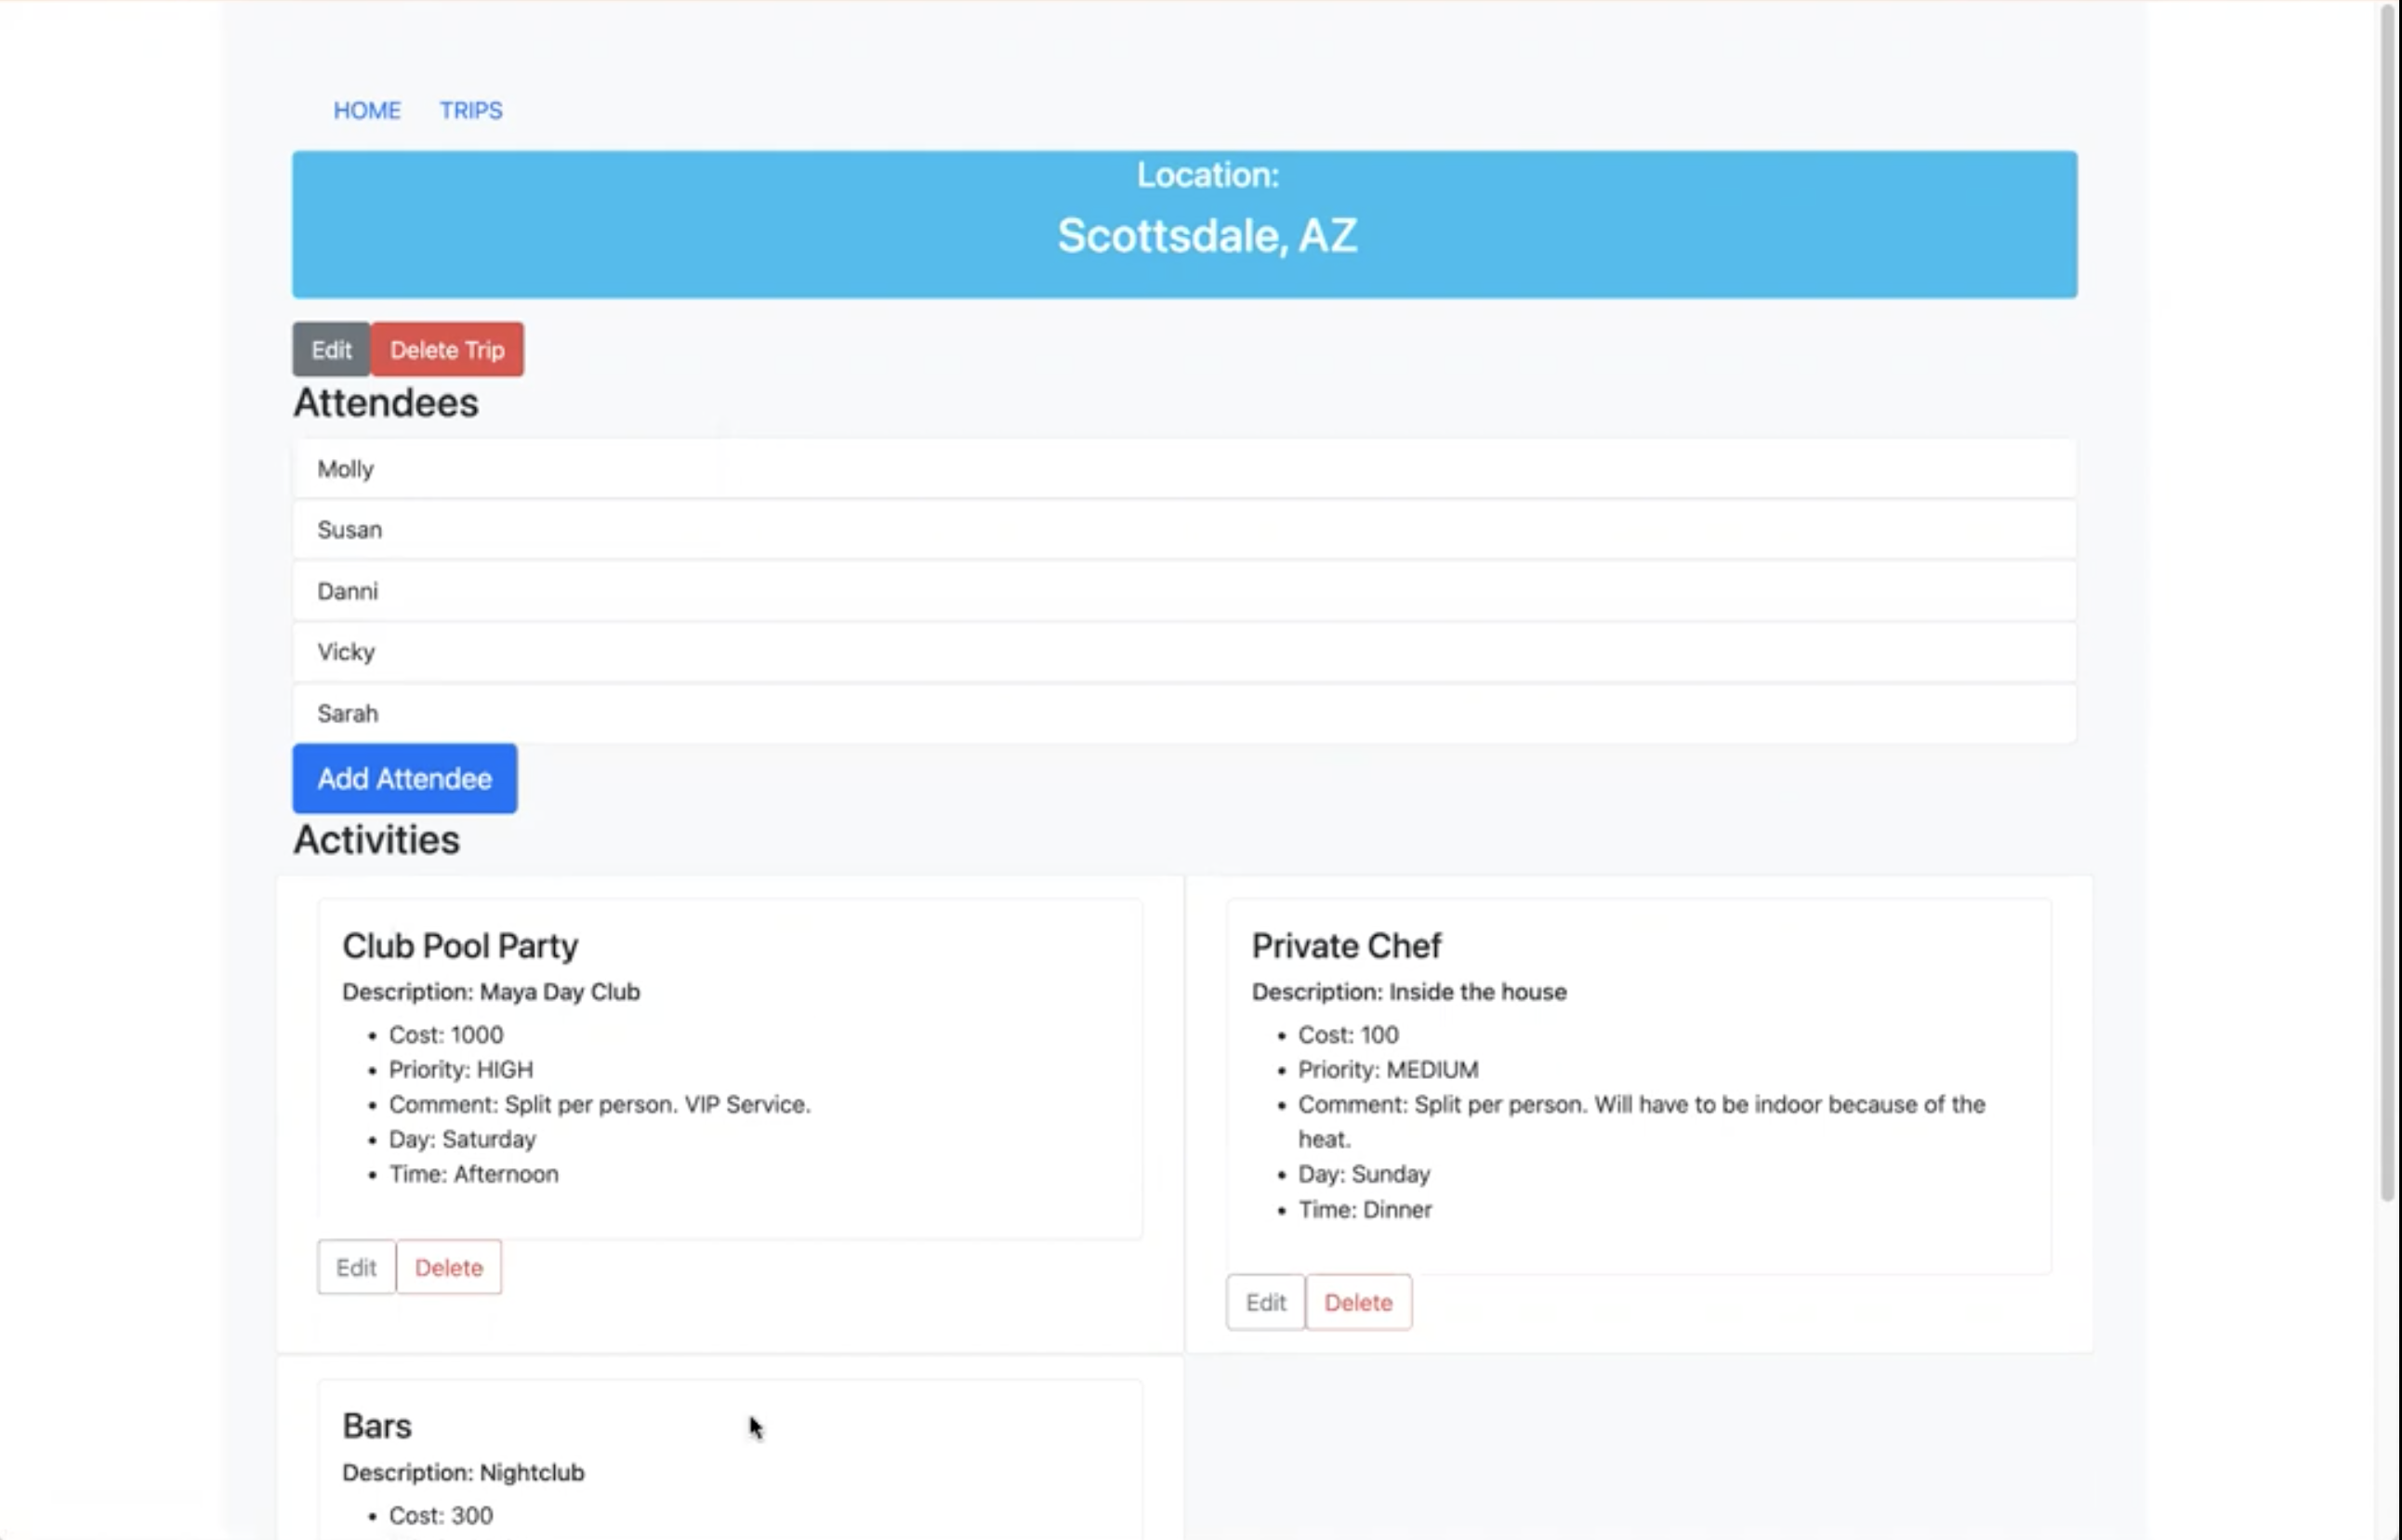 HOME TRIPS
Location:
Scottsdale, AZ
Edit Delete Trip
Attendees
Molly
Susan
Danni
Vicky
Sarah
Add Attendee
Activities
Club Pool Party
Description: Maya Day Club
• Cost: 1000
• Priority: HIGH
• Comment: Split per person. VIP Service.
• Day: Saturday
• Time: Afternoon
Edit Delete
Private Chef
Description: Inside the house
• Cost: 100
• Priority: MEDIUM
• Comment: Split per person. Will have to be indoor because of the
heat.
• Day: Sunday
• Time: Dinner
Edit Delete
Bars
Description: Nightclub
• Cost: 300